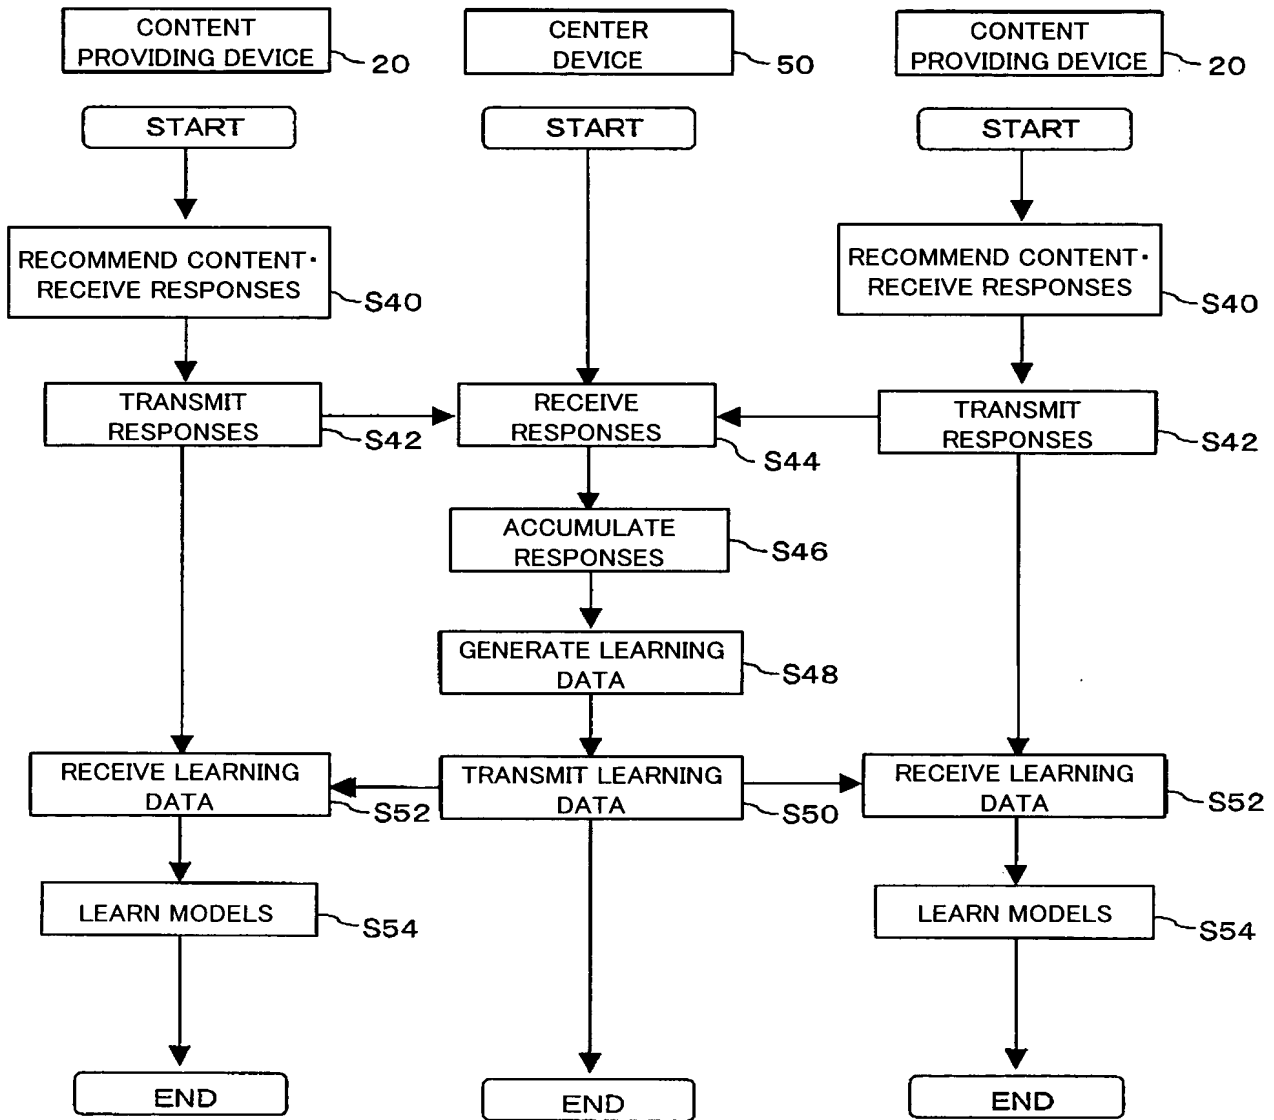 CONTENT
PROVIDING DEVICE
20
CENTER
DEVICE
50
CONTENT
PROVIDING DEVICE
20
START
START
START
RECOMMEND CONTENT・
RECEIVE RESPONSES
S40
RECOMMEND CONTENT・
RECEIVE RESPONSES
S40
TRANSMIT
RESPONSES
S42
RECEIVE
RESPONSES
S44
TRANSMIT
RESPONSES
S42
ACCUMULATE
RESPONSES
S46
GENERATE LEARNING
DATA
S48
RECEIVE LEARNING
DATA
S52
TRANSMIT LEARNING
DATA
S50
RECEIVE LEARNING
DATA
S52
LEARN MODELS
S54
LEARN MODELS
S54
END
END
END